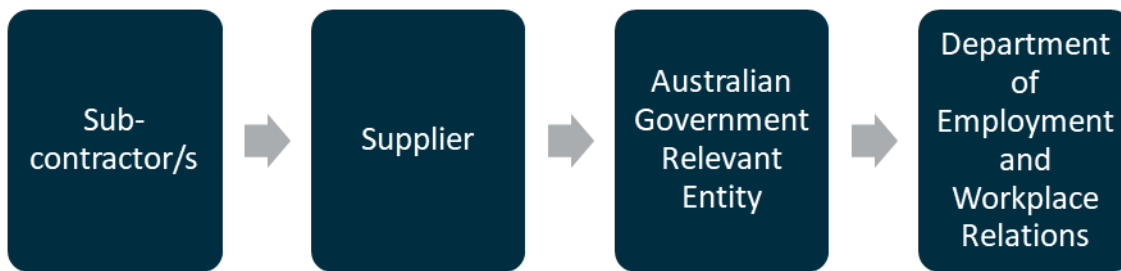 Sub-
contractor/s
Supplier
Australian
Government
Relevant
Entity
Department
of
Employment
and
Workplace
Relations